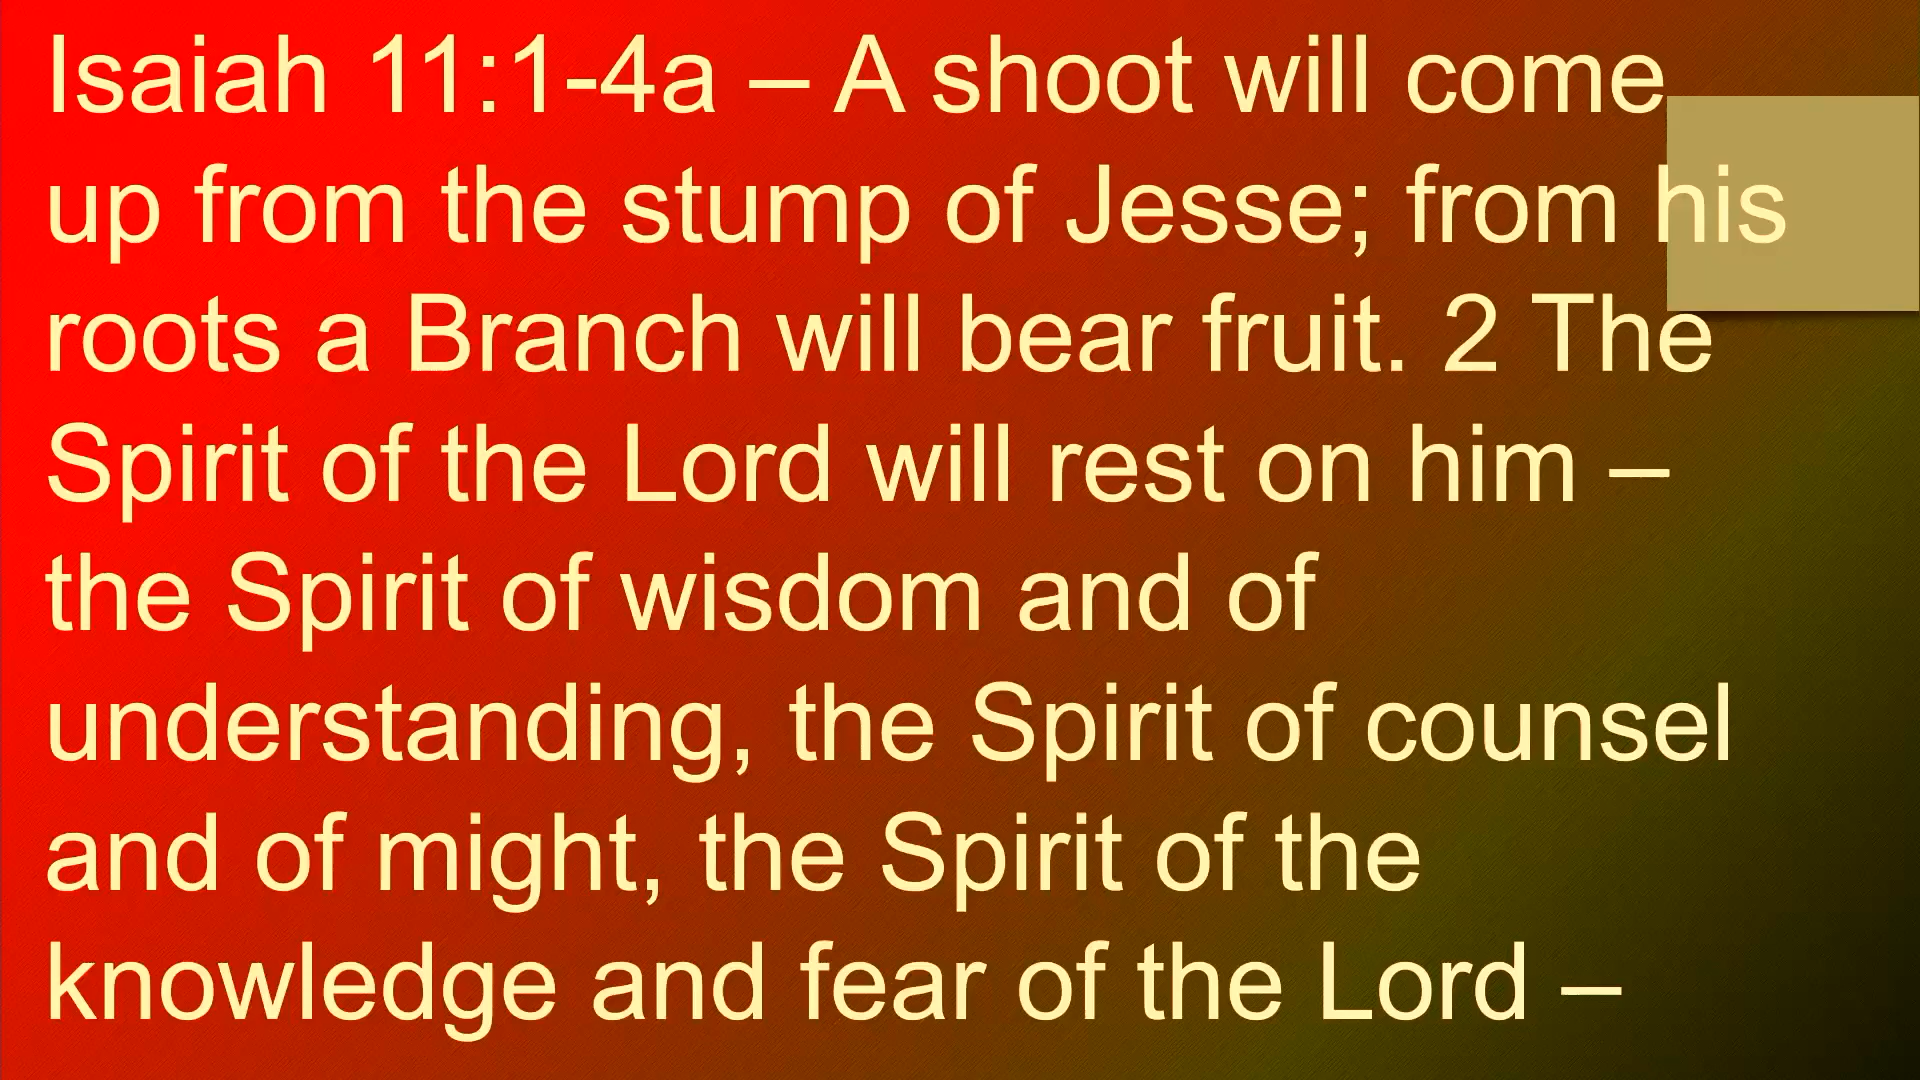 Isaiah 11:1-4a – A shoot will come
up from the stump of Jesse; from his
roots a Branch will bear fruit. 2 The
Spirit of the Lord will rest on him –
the Spirit of wisdom and of
understanding, the Spirit of counsel
and of might, the Spirit of the
knowledge and fear of the Lord –